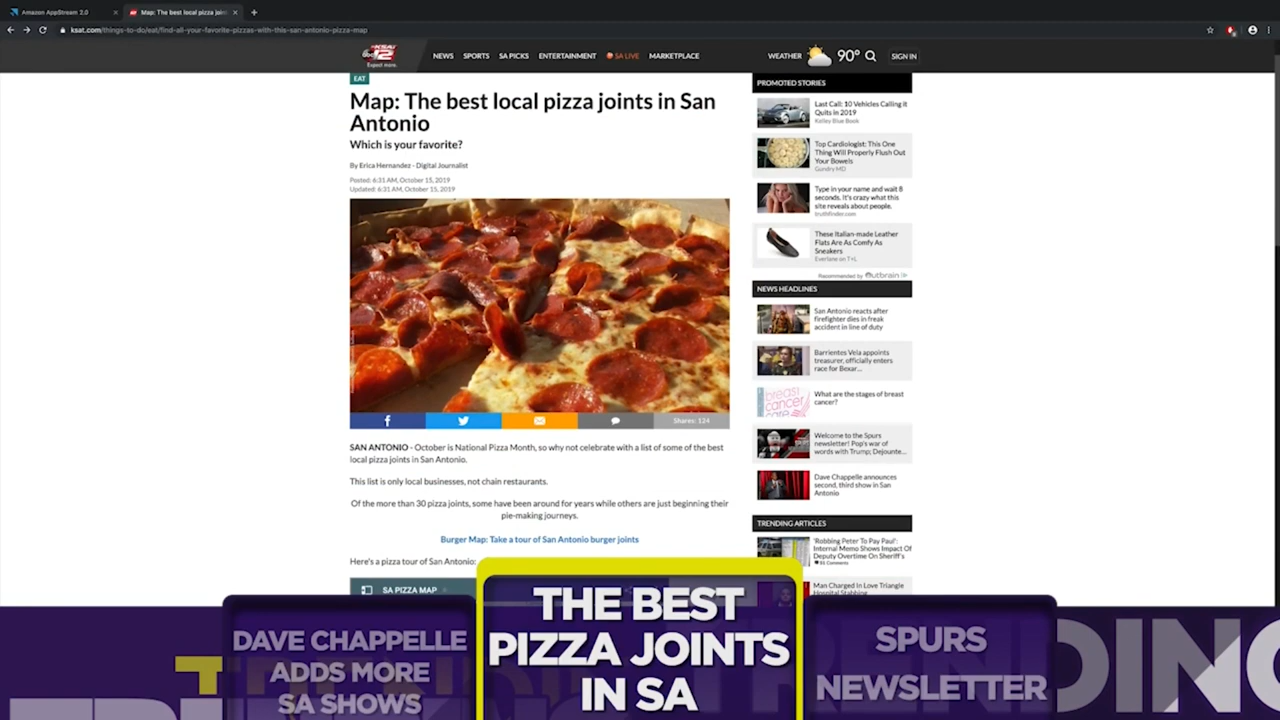 Amazon AppStream 2.0
Map: The best local pizza join
ksat.com/things-to-do/eat/find-all-your-favorite-pizzas-with-this-san-antonio-pizza-map
abc KSAT 12
Expect more.
NEWS SPORTS SA PICKS ENTERTAINMENT SA LIVE MARKETPLACE
WEATHER 90° SIGN IN
EAT
Map: The best local pizza joints in San
Antonio
Which is your favorite?
By Erica Hernandez - Digital Journalist
Posted: 6:31 AM, October 15, 2019
Updated: 6:31 AM, October 15, 2019
Shares: 124
SAN ANTONIO - October is National Pizza Month, so why not celebrate with a list of some of the best
local pizza joints in San Antonio.
This list is only local businesses, not chain restaurants.
Of the more than 30 pizza joints, some have been around for years while others are just beginning their
pie-making journeys.
Burger Map: Take a tour of San Antonio burger joints
Here's a pizza tour of San Antonio:
SA PIZZA MAP
PROMOTED STORIES
Last Call: 10 Vehicles Calling it
Quits in 2019
Kelley Blue Book
Top Cardiologist: This One
Thing Will Properly Flush Out
Your Bowels
Gundry MD
Type in your name and wait 8
seconds. It's crazy what this
site reveals about people.
truthfinder.com
These Italian-made Leather
Flats Are As Comfy As
Sneakers
Everlane on T+L
Recommended by Outbrain
NEWS HEADLINES
San Antonio reacts after
firefighter dies in freak
accident in line of duty
Barrientes Vela appoints
treasurer, officially enters
race for Bexar...
breast
cancer
care
What are the stages of breast
cancer?
Welcome to the Spurs
newsletter! Pop's war of
words with Trump; Dejounte...
Dave Chappelle announces
second, third show in San
Antonio
TRENDING ARTICLES
'Robbing Peter To Pay Paul':
Internal Memo Shows Impact Of
Deputy Overtime On Sheriff's
85 Comments
Man Charged In Love Triangle
Hospital Stabbing
DAVE CHAPPELLE
ADDS MORE
SA SHOWS
THE BEST
PIZZA JOINTS
IN SA
SPURS
NEWSLETTER
TRENDING